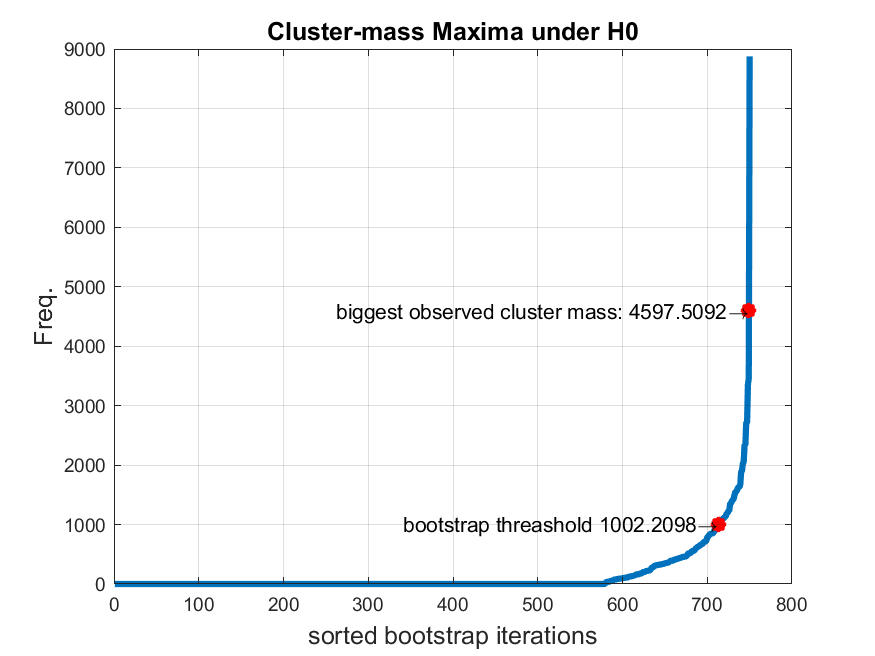 Cluster-mass Maxima under H0
9000
8000
7000
6000
5000
biggest observed cluster mass: 4597.5092
Freq.
4000
3000
2000
bootstrap threashold 1002.2098
1000
0
0 100 200 300 400 500 600 700 800
sorted bootstrap iterations